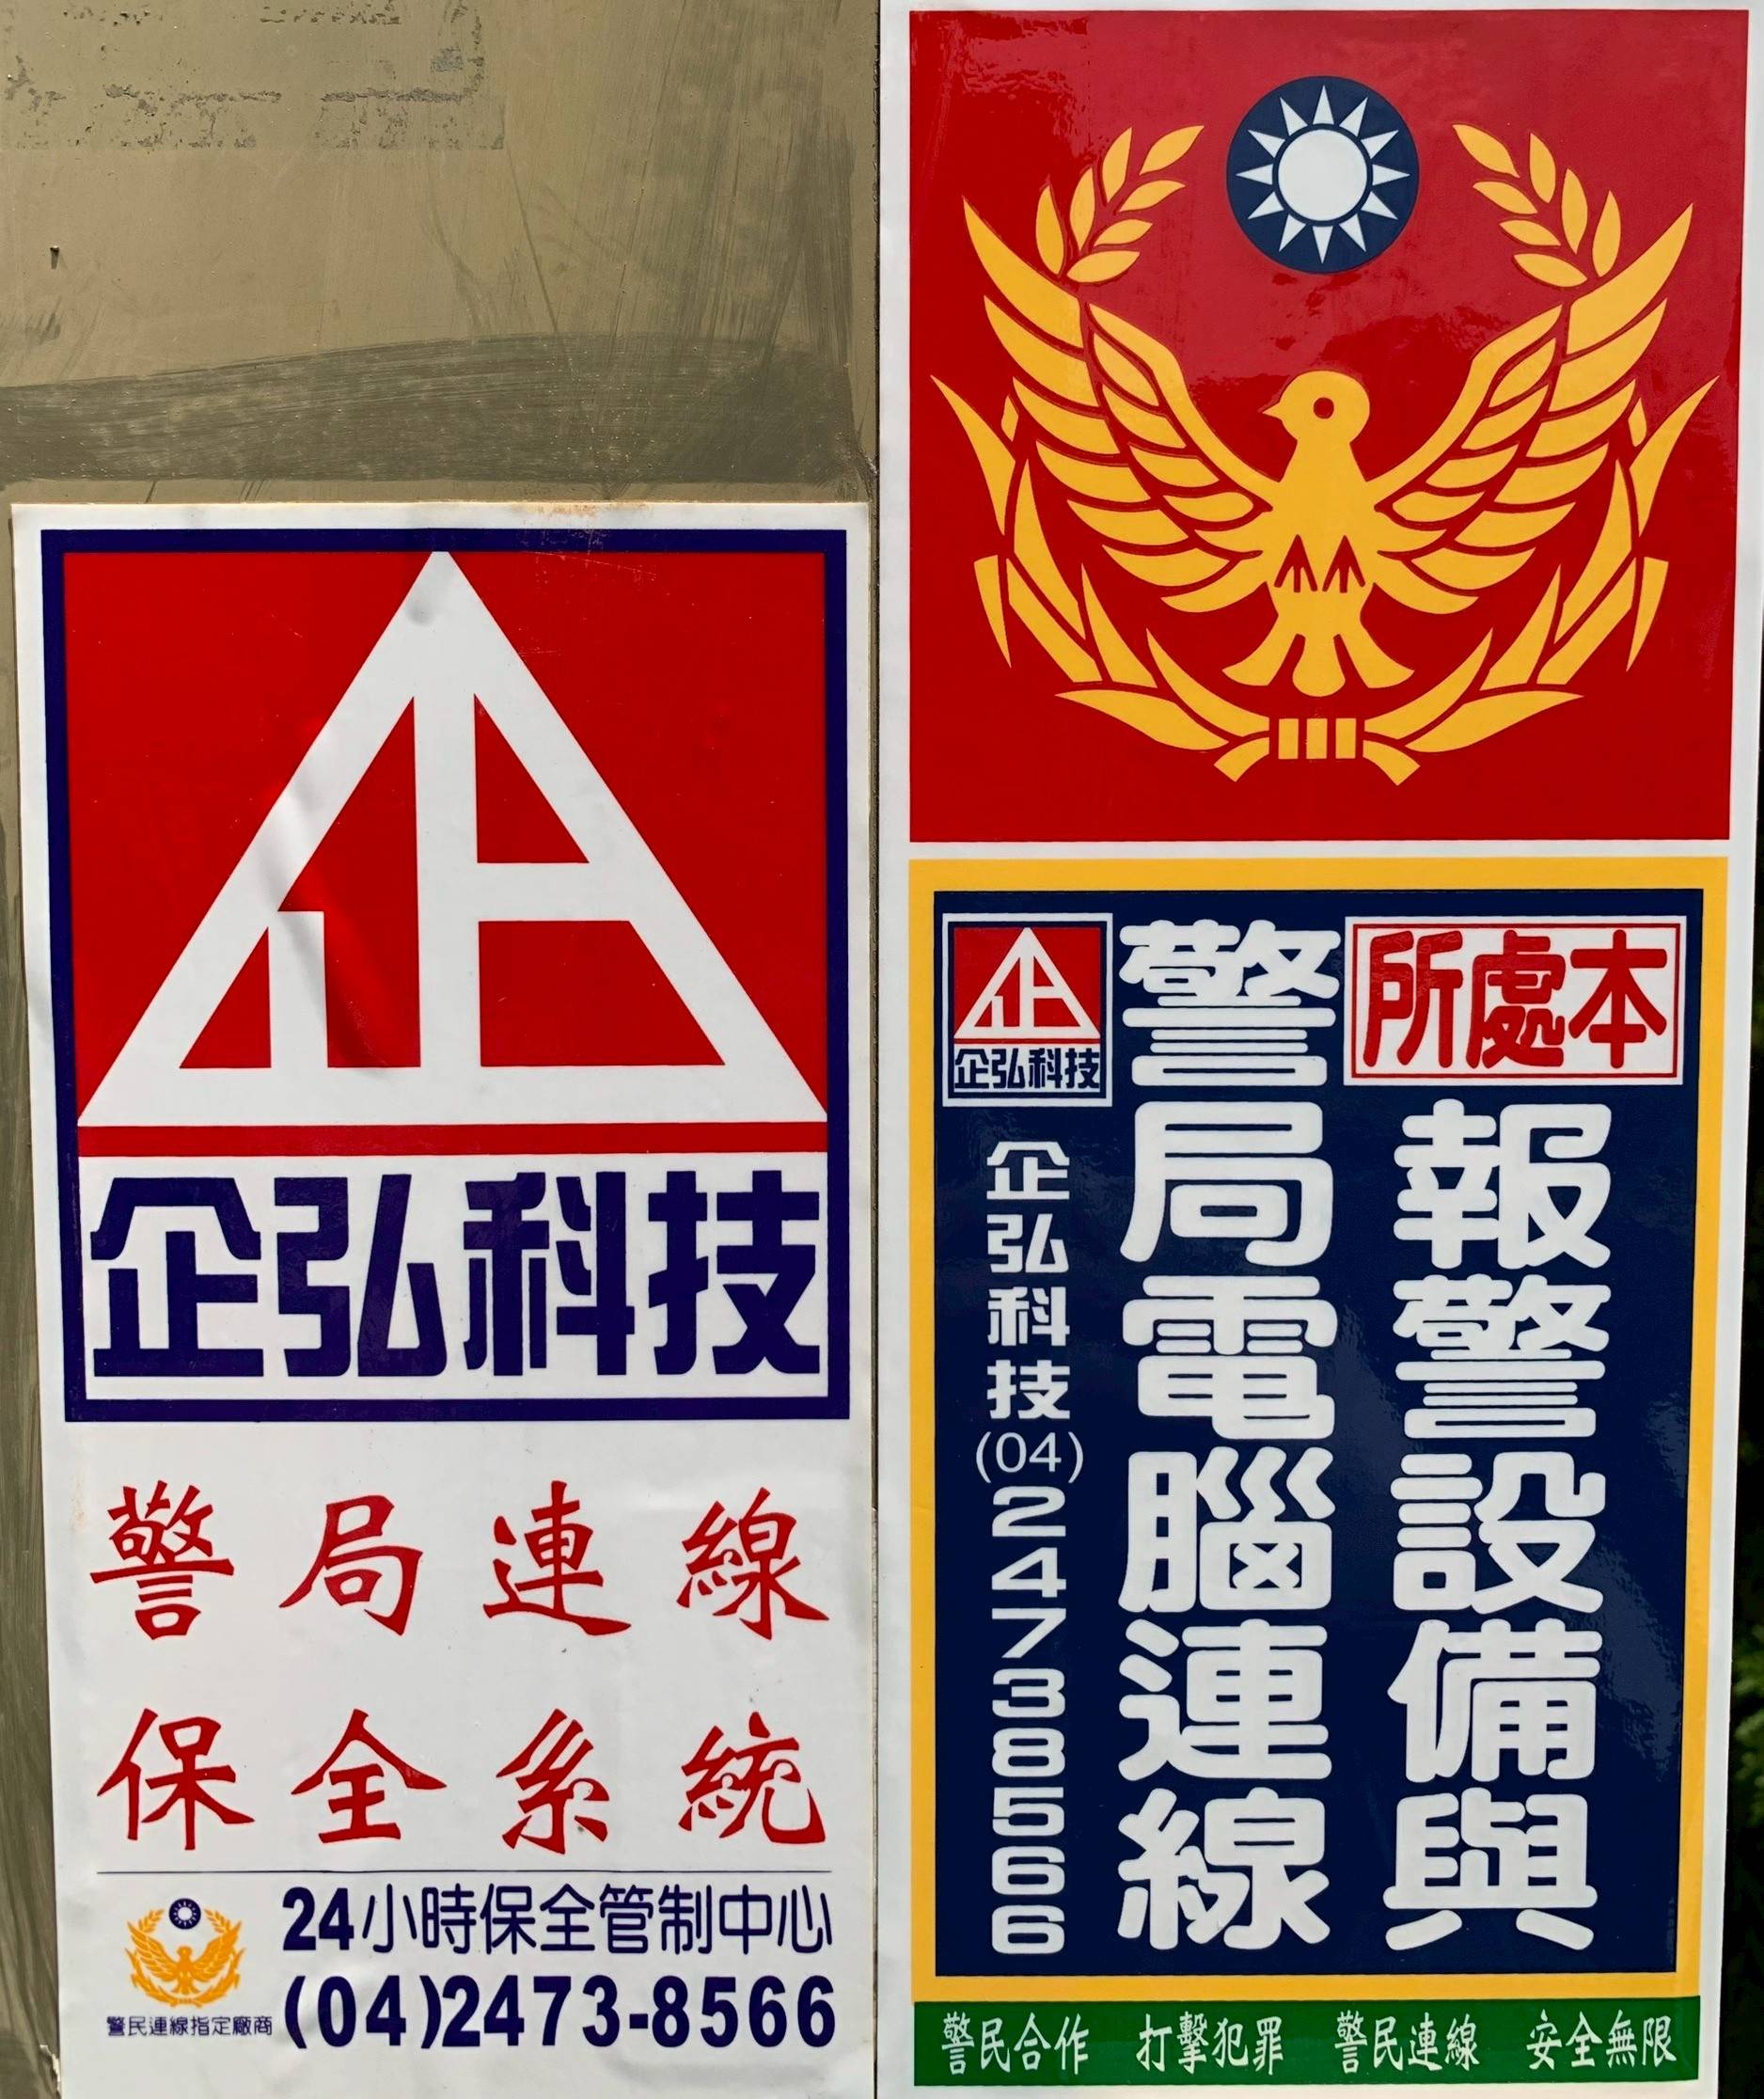 企弘科技
警局連線
保全系統
24小時保全管制中心
(04)2473-8566
警民連線指定廠商
本處所
報警設備與
警局電腦連線
企弘科技
企弘科技(04)24738566
警民合作 打擊犯罪 警民連線 安全無限